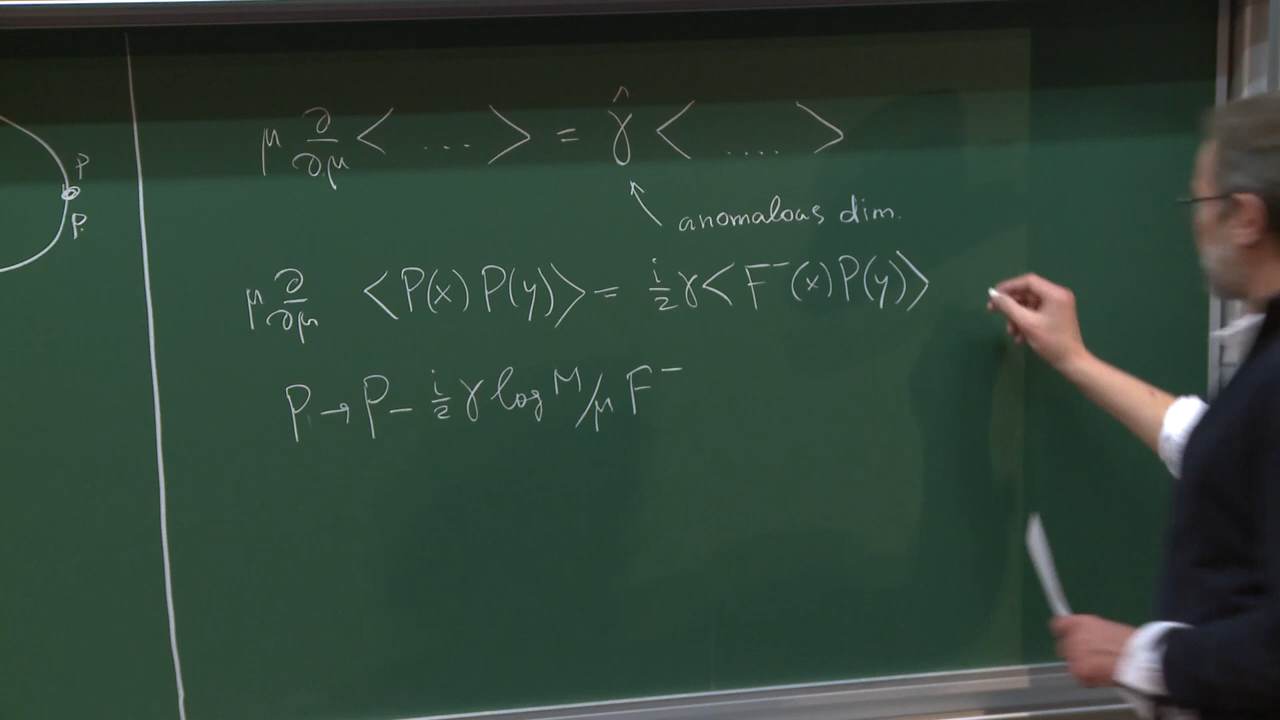 P
P
μ ∂/∂μ < .... > = γ̂ < .... >
anomalous dim.
μ ∂/∂μ <P(x) P(y)> = i/2 γ < F⁻(x) P(y)>
P → P − i/2 γ log M/μ F⁻